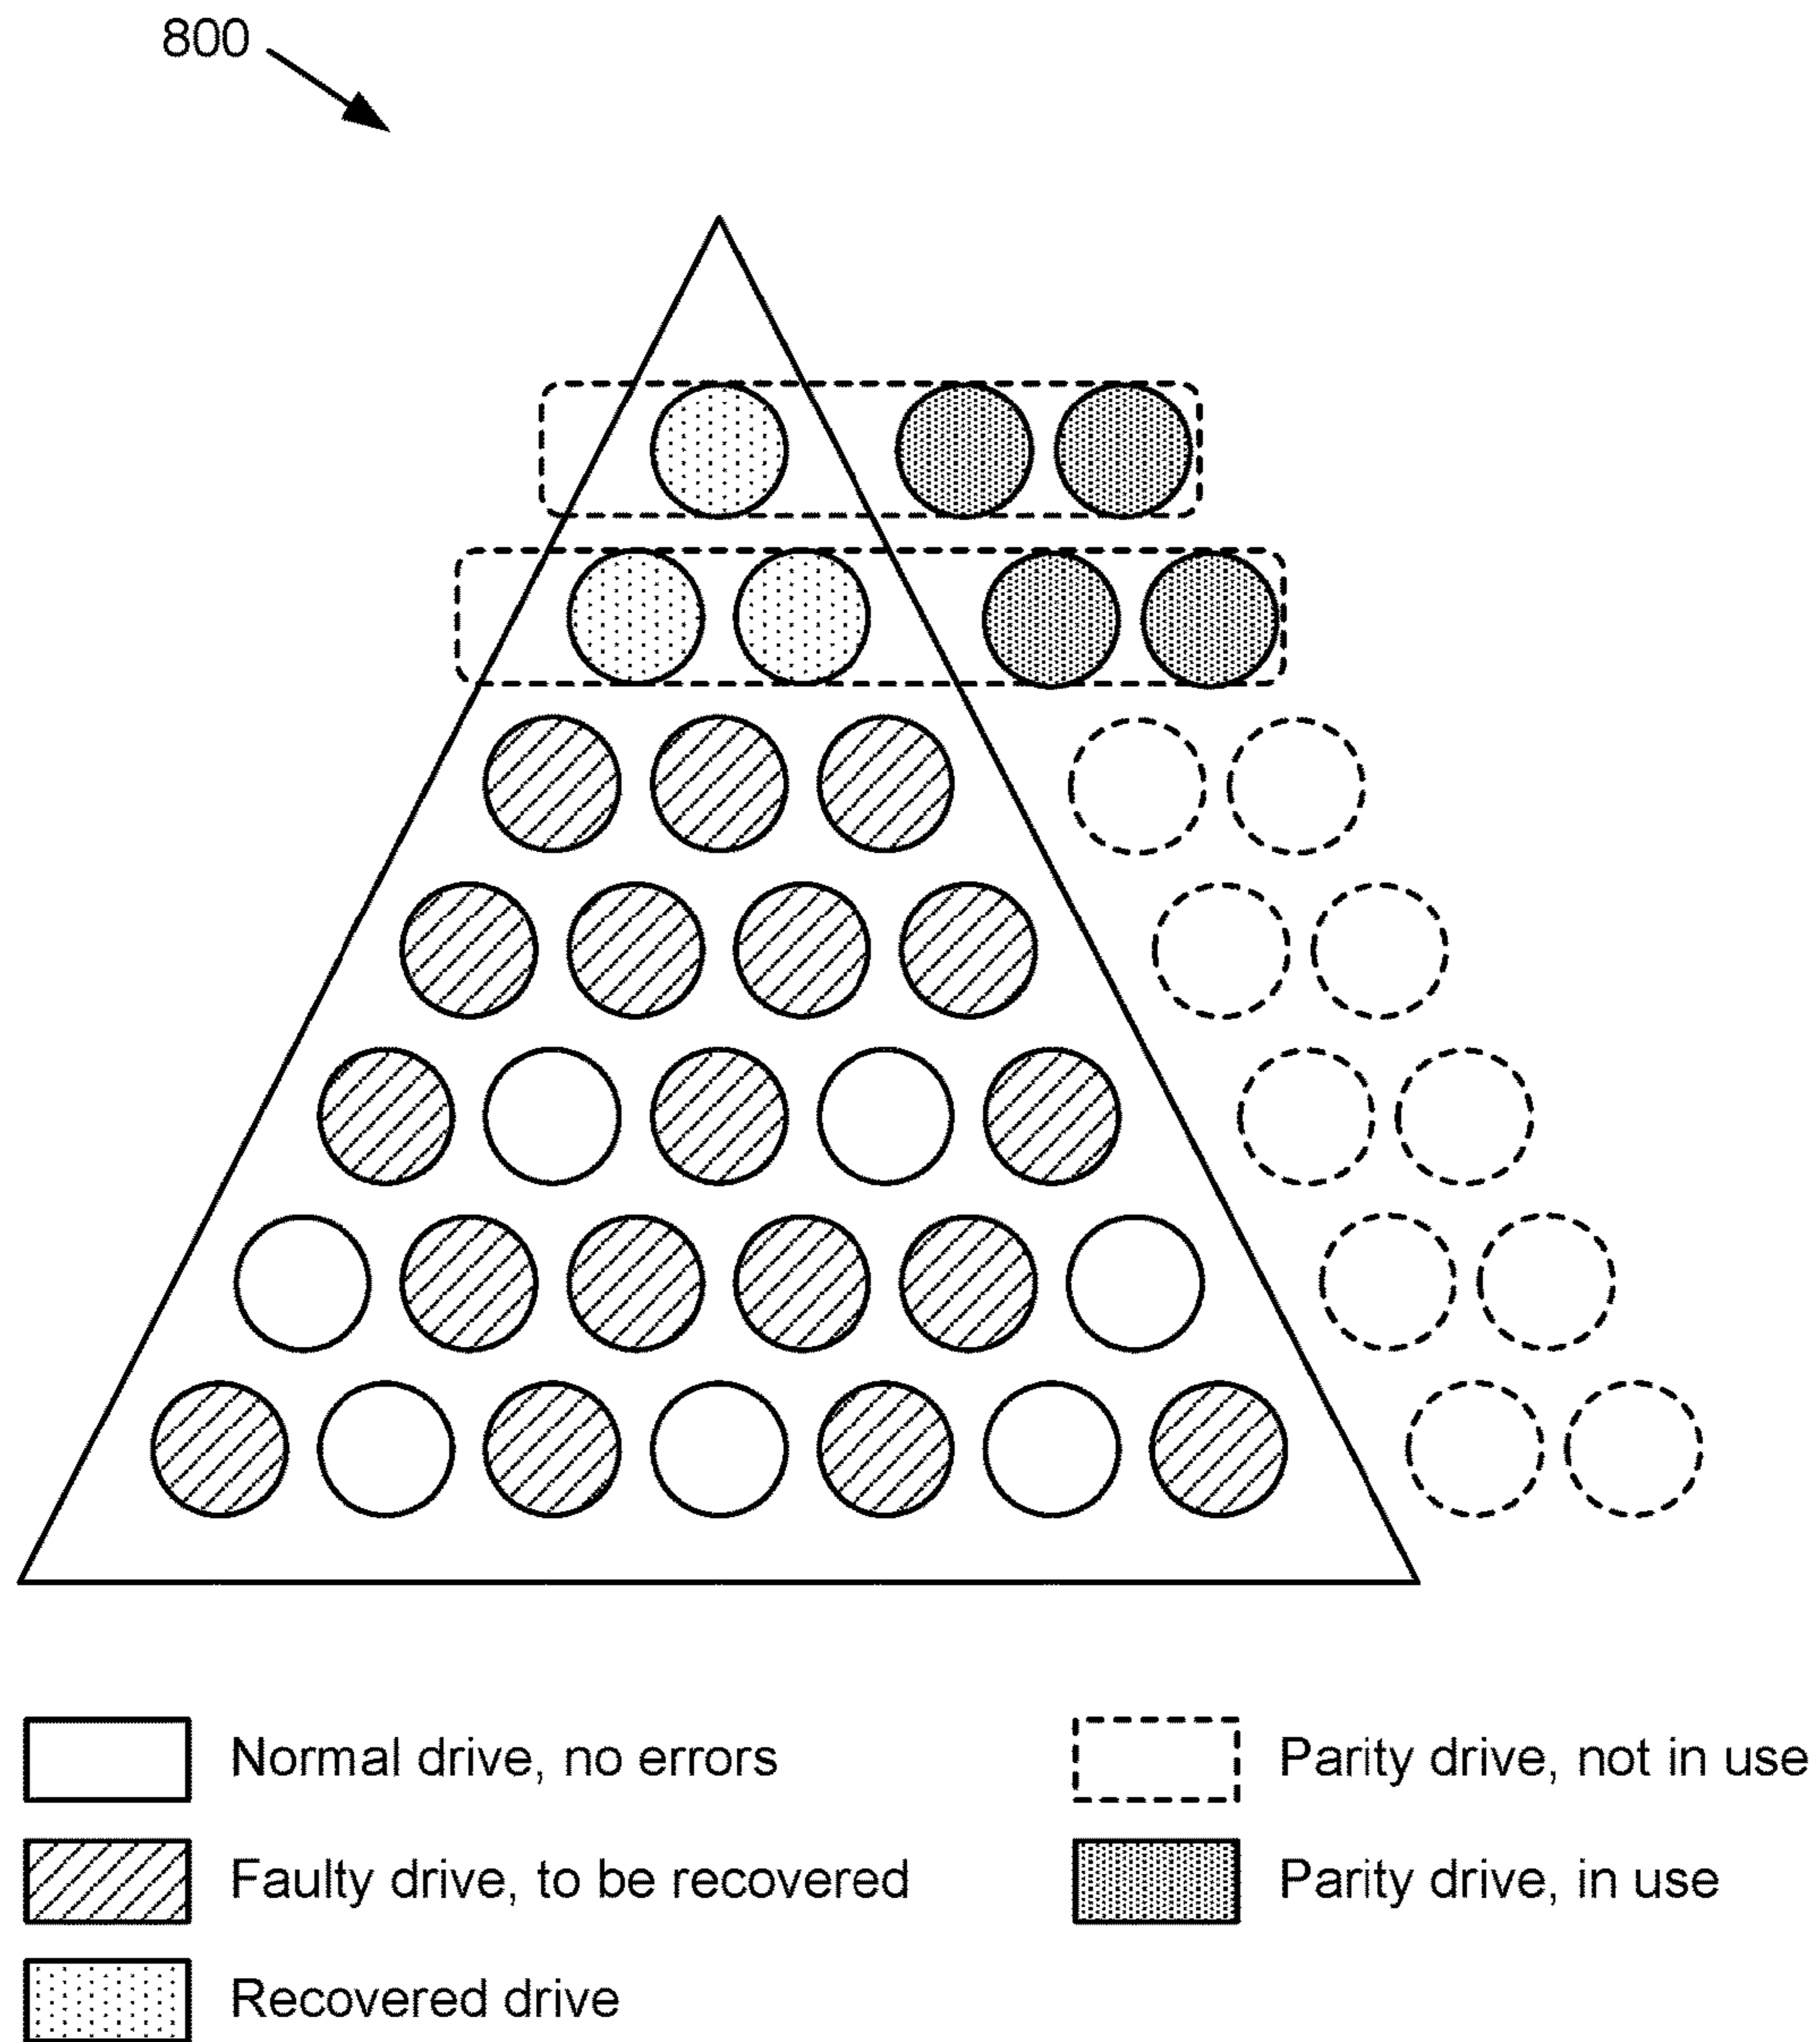 800
Normal drive, no errors
Faulty drive, to be recovered
Recovered drive
Parity drive, not in use
Parity drive, in use